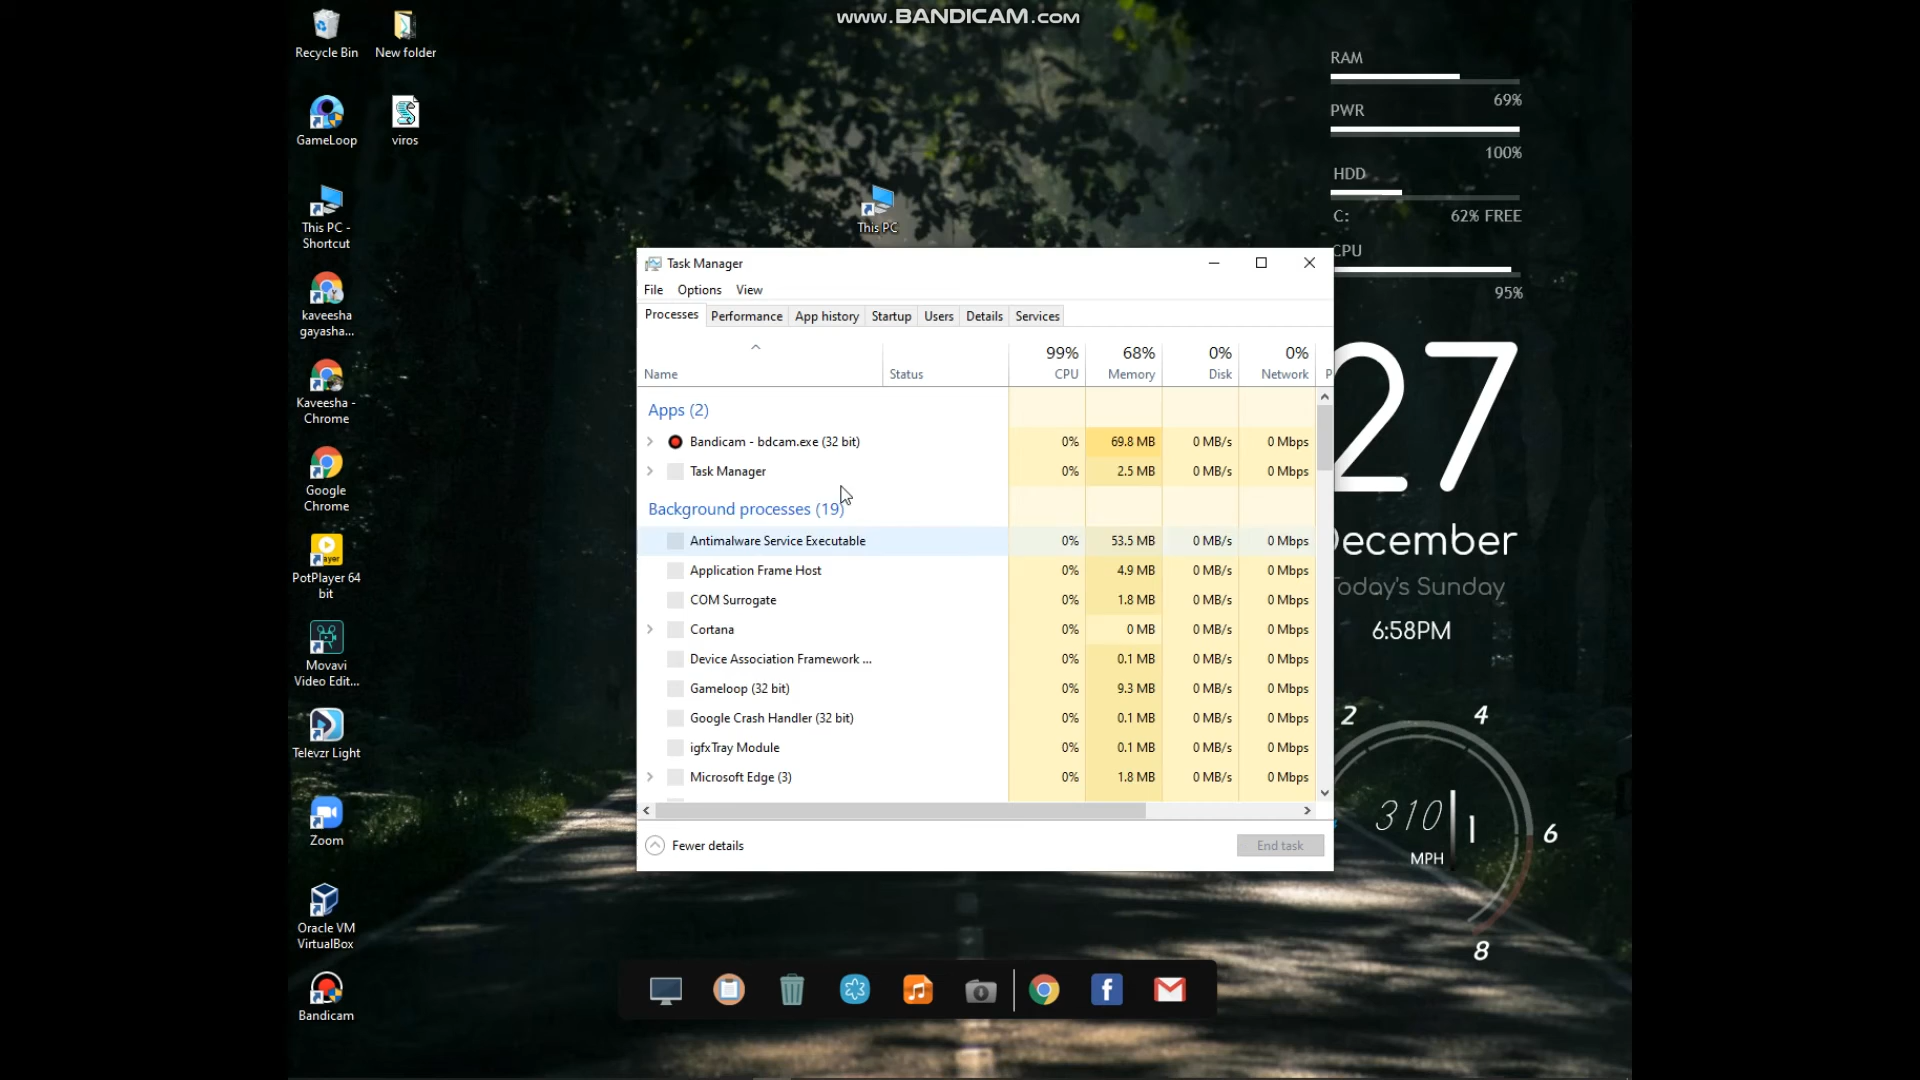 www.BANDICAM.com
Recycle Bin
New folder
GameLoop
viros
This PC -
Shortcut
This PC
kaveesha
gayasha...
Kaveesha -
Chrome
Google
Chrome
PotPlayer 64
bit
Movavi
Video Edit...
Televzr Light
Zoom
Oracle VM
VirtualBox
Bandicam
Task Manager
File Options View
Processes Performance App history Startup Users Details Services
99% 68% 0% 0%
Name Status CPU Memory Disk Network P
Apps (2)
Bandicam - bdcam.exe (32 bit) 0% 69.8 MB 0 MB/s 0 Mbps
Task Manager 0% 2.5 MB 0 MB/s 0 Mbps
Background processes (19)
Antimalware Service Executable 0% 53.5 MB 0 MB/s 0 Mbps
Application Frame Host 0% 4.9 MB 0 MB/s 0 Mbps
COM Surrogate 0% 1.8 MB 0 MB/s 0 Mbps
Cortana 0% 0 MB 0 MB/s 0 Mbps
Device Association Framework ... 0% 0.1 MB 0 MB/s 0 Mbps
Gameloop (32 bit) 0% 9.3 MB 0 MB/s 0 Mbps
Google Crash Handler (32 bit) 0% 0.1 MB 0 MB/s 0 Mbps
igfxTray Module 0% 0.1 MB 0 MB/s 0 Mbps
Microsoft Edge (3) 0% 1.8 MB 0 MB/s 0 Mbps
Fewer details
End task
RAM
69%
PWR
100%
HDD
C: 62% FREE
CPU
95%
27
December
Today's Sunday
6:58PM
2 4
310 1 6
MPH
8